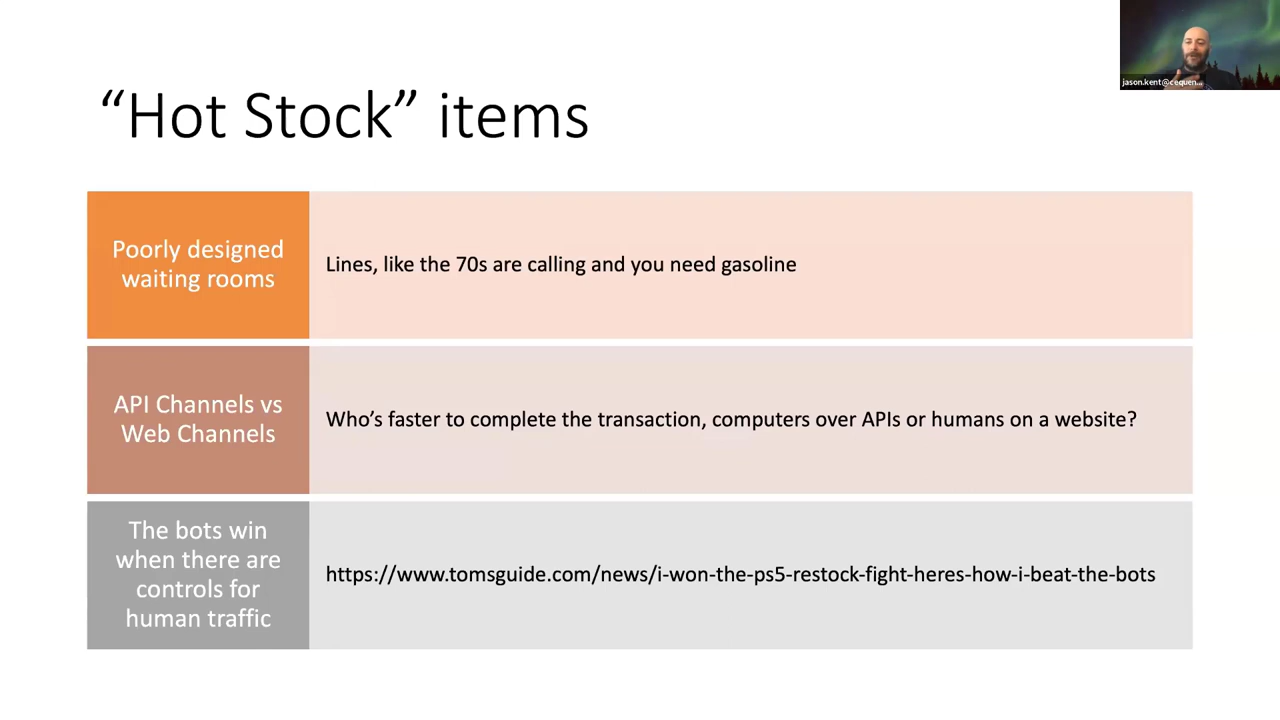 jason.kent@cequen...
“Hot Stock” items
Poorly designed
waiting rooms
Lines, like the 70s are calling and you need gasoline
API Channels vs
Web Channels
Who’s faster to complete the transaction, computers over APIs or humans on a website?
The bots win
when there are
controls for
human traffic
https://www.tomsguide.com/news/i-won-the-ps5-restock-fight-heres-how-i-beat-the-bots